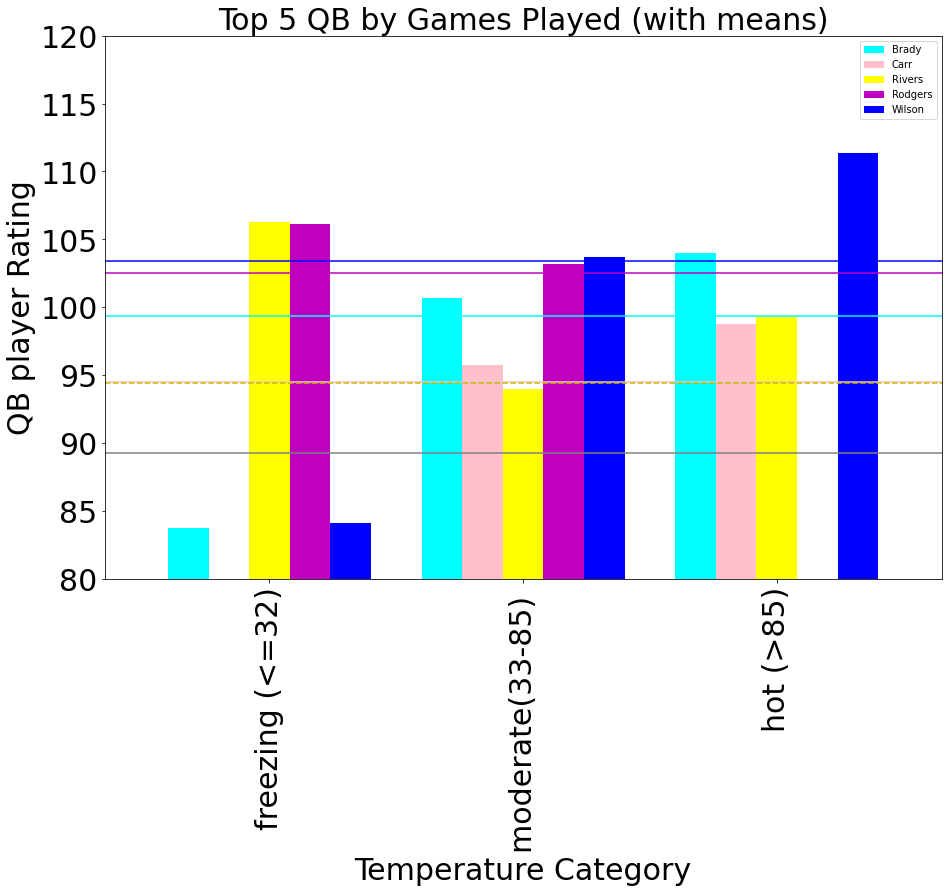 Top 5 QB by Games Played (with means)
120
115
110
105
100
95
90
85
80
QB player Rating
Brady
Carr
Rivers
Rodgers
Wilson
freezing (<=32)
moderate(33-85)
hot (>85)
Temperature Category